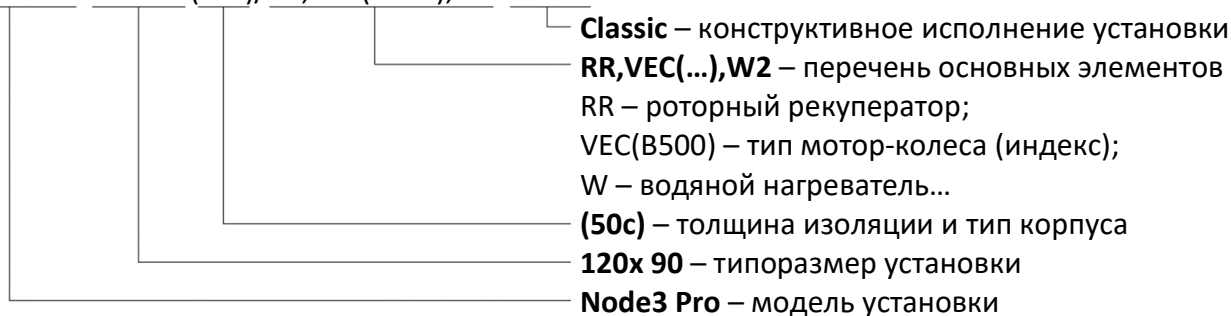 Classic – конструктивное исполнение установки
RR,VEC(…),W2 – перечень основных элементов
RR – роторный рекуператор;
VEC(B500) – тип мотор-колеса (индекс);
W – водяной нагреватель…
(50с) – толщина изоляции и тип корпуса
120x 90 – типоразмер установки
Node3 Pro – модель установки